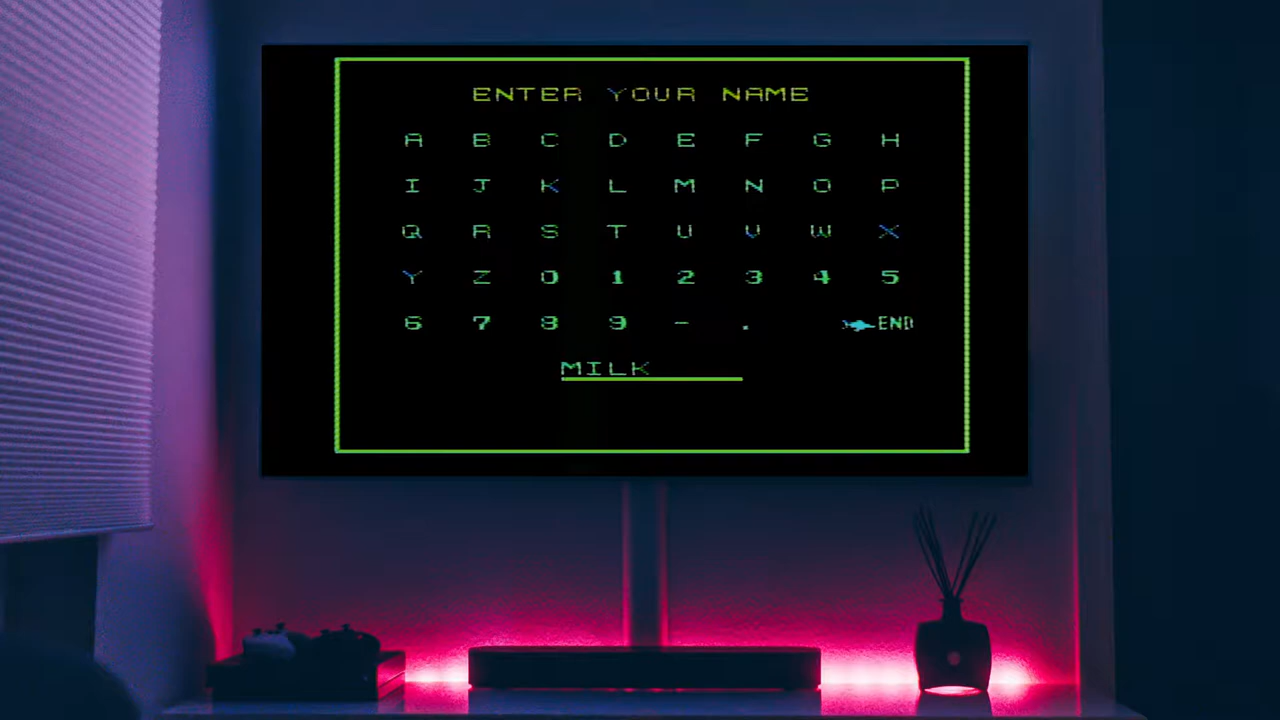 ENTER YOUR NAME
A B C D E F G H
I J K L M N O P
Q R S T U V W X
Y Z 0 1 2 3 4 5
6 7 8 9 - . END
MILK